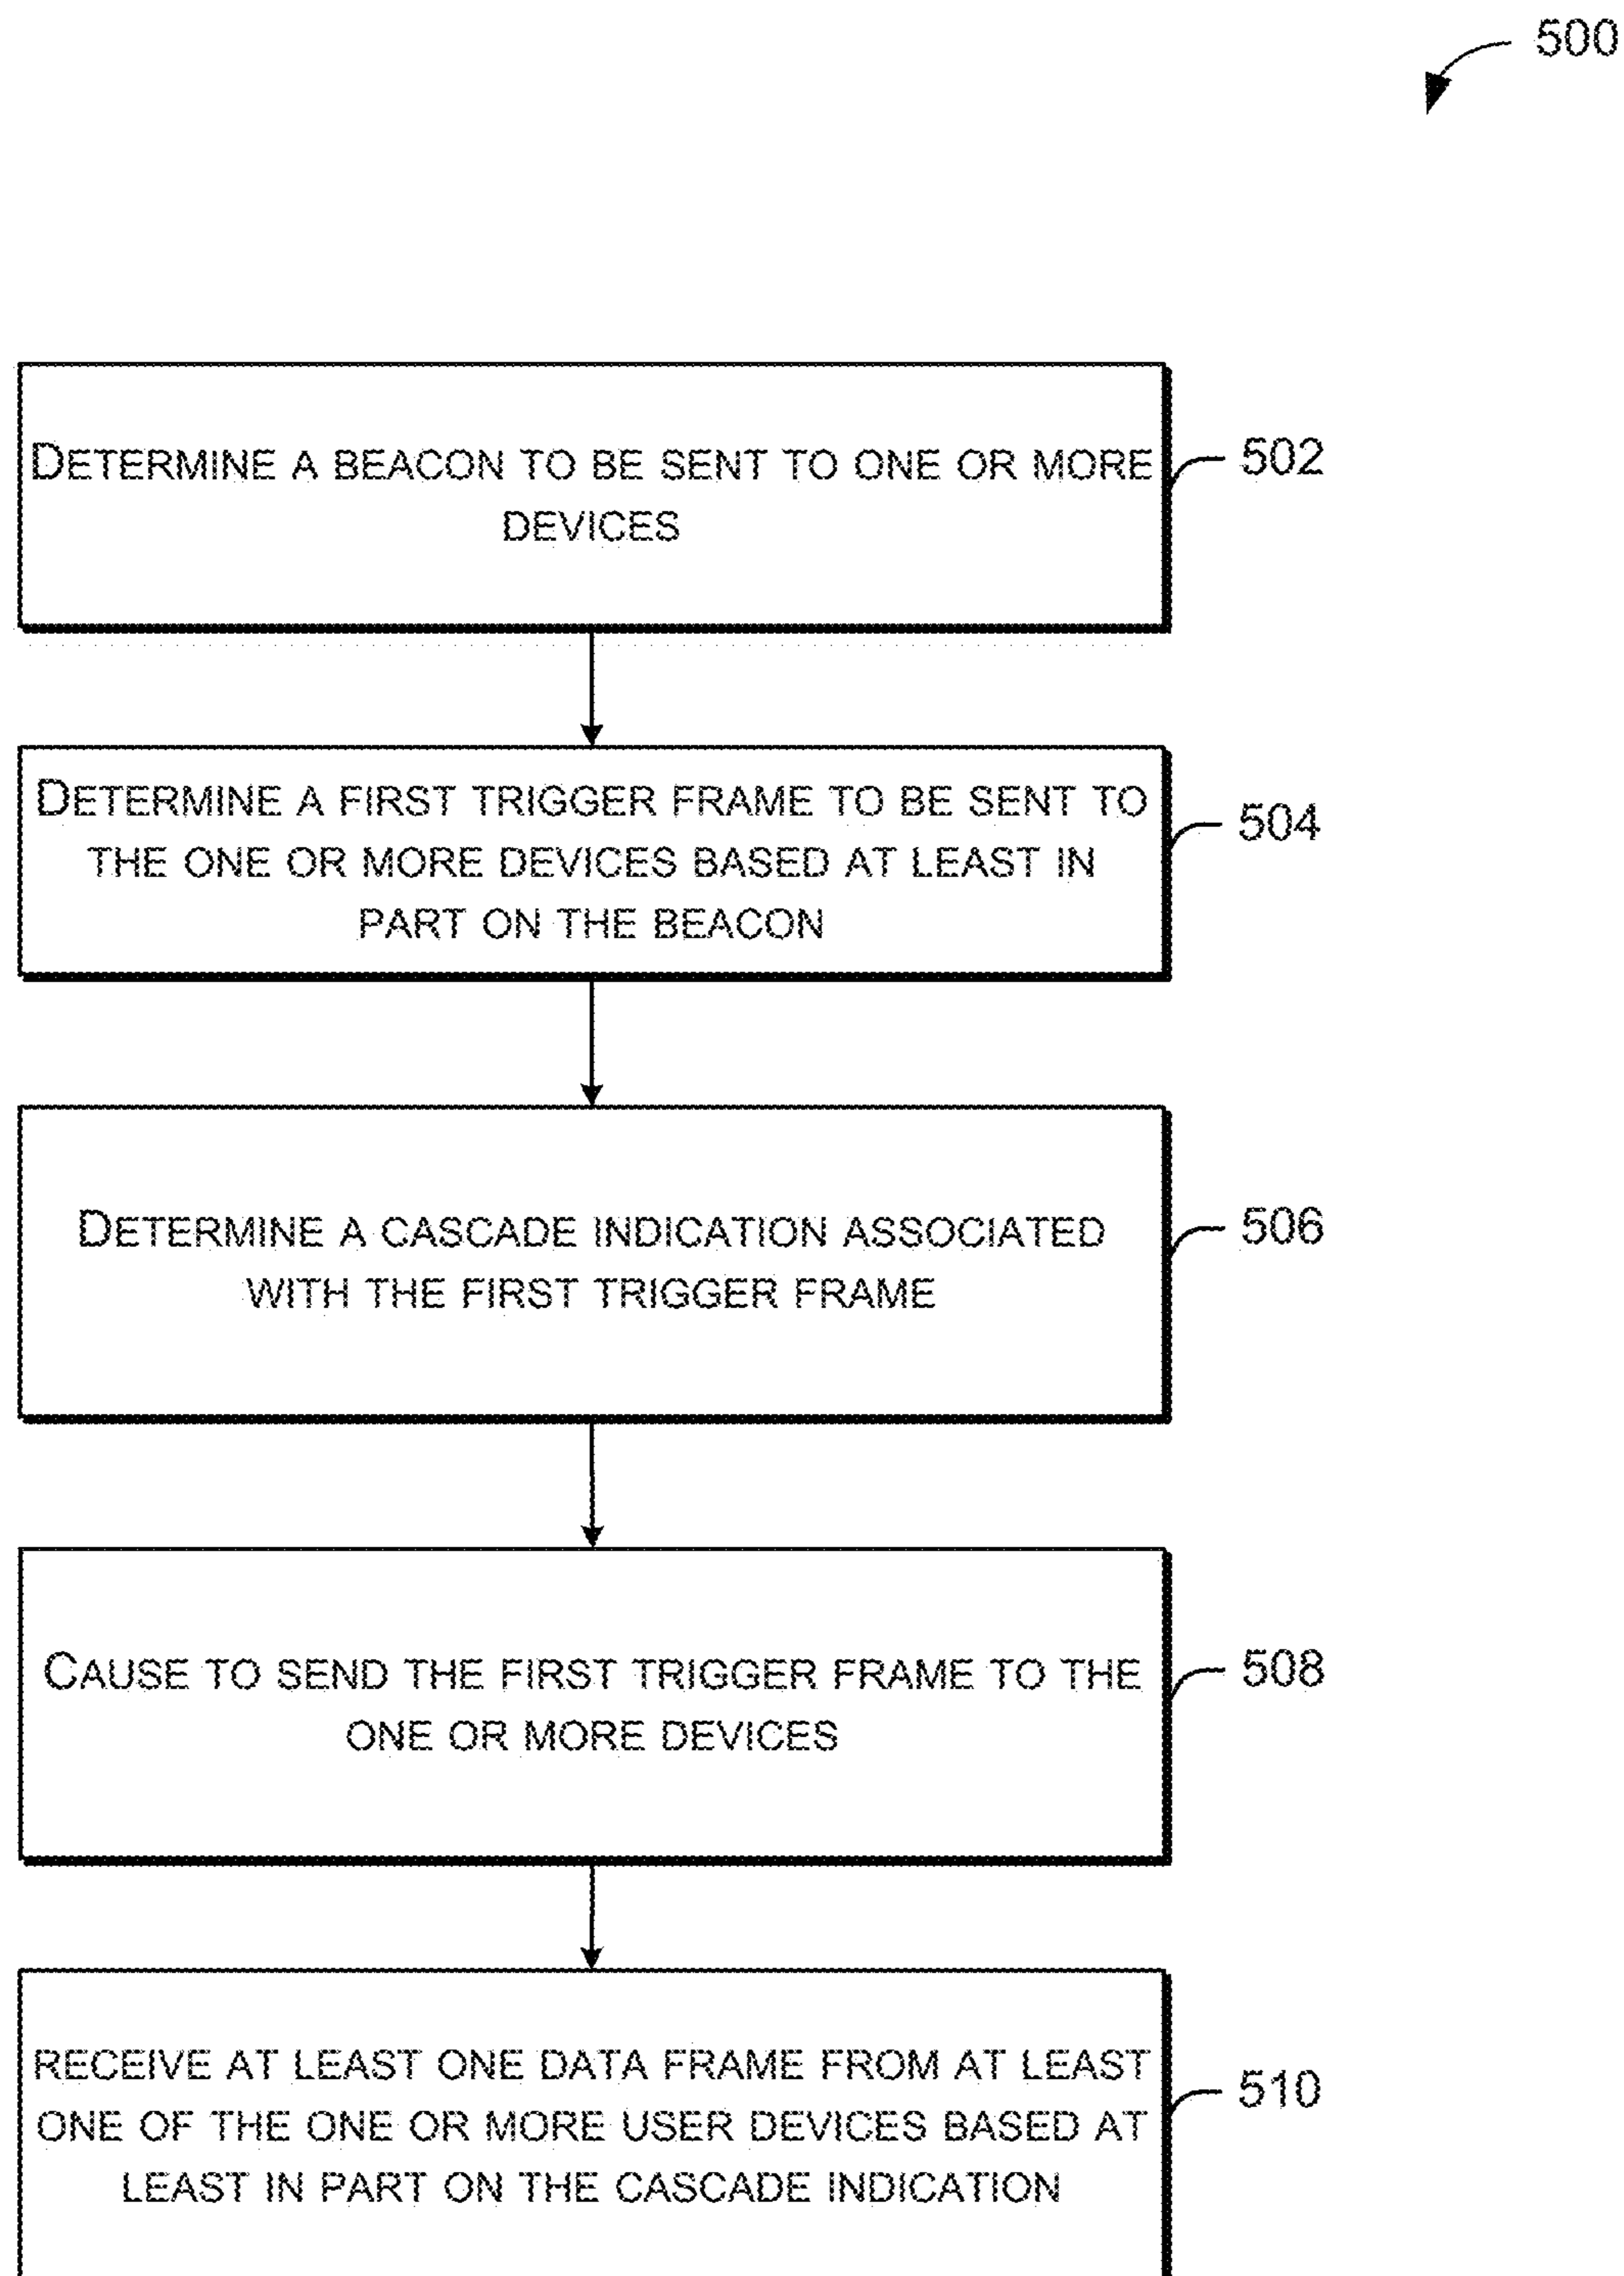 500
DETERMINE A BEACON TO BE SENT TO ONE OR MORE
DEVICES
502
DETERMINE A FIRST TRIGGER FRAME TO BE SENT TO
THE ONE OR MORE DEVICES BASED AT LEAST IN
PART ON THE BEACON
504
DETERMINE A CASCADE INDICATION ASSOCIATED
WITH THE FIRST TRIGGER FRAME
506
CAUSE TO SEND THE FIRST TRIGGER FRAME TO THE
ONE OR MORE DEVICES
508
RECEIVE AT LEAST ONE DATA FRAME FROM AT LEAST
ONE OF THE ONE OR MORE USER DEVICES BASED AT
LEAST IN PART ON THE CASCADE INDICATION
510